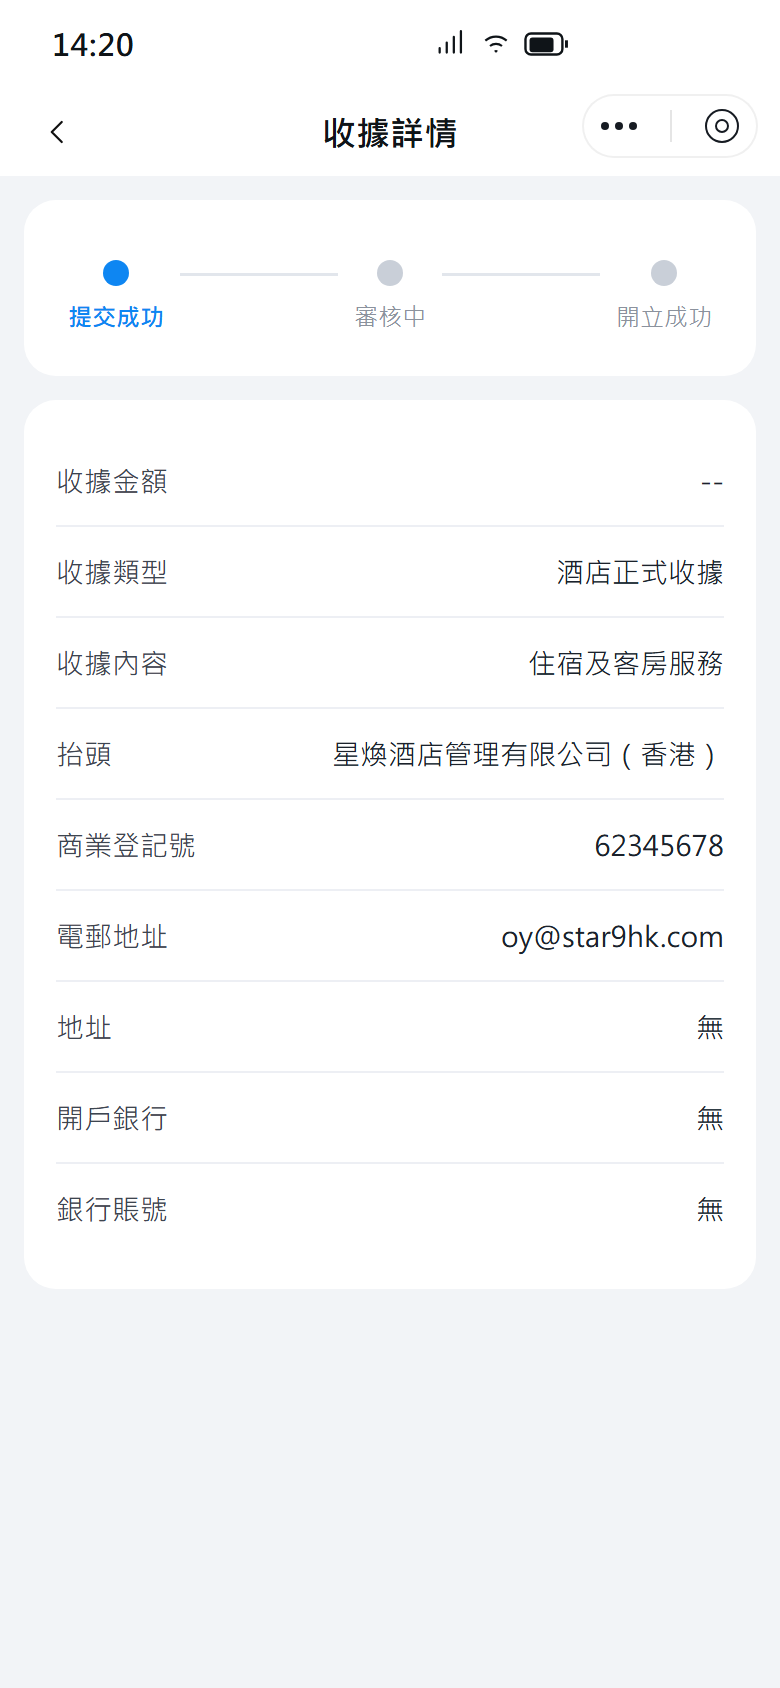 14:20
收據詳情
提交成功
審核中
開立成功
收據金額 --
收據類型 酒店正式收據
收據內容 住宿及客房服務
抬頭 星煥酒店管理有限公司（香港）
商業登記號 62345678
電郵地址 oy@star9hk.com
地址 無
開戶銀行 無
銀行賬號 無